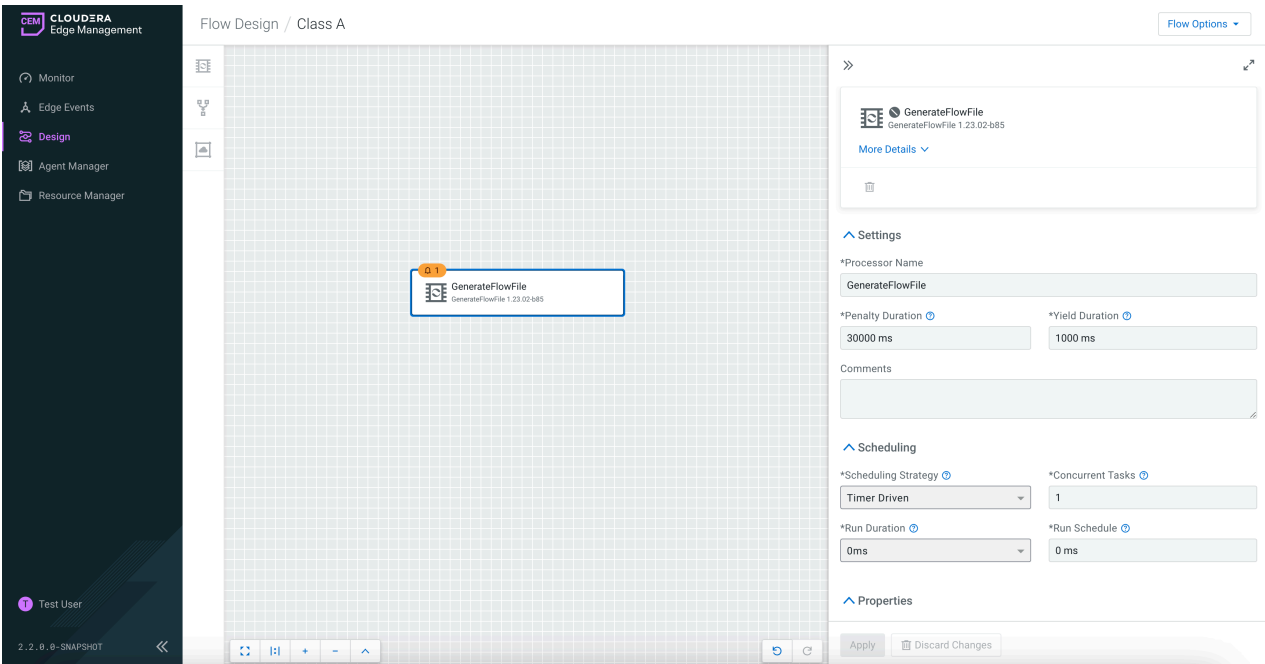 CEM CLOUDERA
Edge Management
Flow Design / Class A
Flow Options
Monitor
Edge Events
Design
Agent Manager
Resource Manager
GenerateFlowFile
GenerateFlowFile 1.23.02-b85
More Details
Settings
*Processor Name
GenerateFlowFile
*Penalty Duration ? *Yield Duration ?
30000 ms 1000 ms
Comments
1
GenerateFlowFile
GenerateFlowFile 1.23.02-b85
Scheduling
*Scheduling Strategy ? *Concurrent Tasks ?
Timer Driven 1
*Run Duration ? *Run Schedule ?
0ms 0 ms
Properties
T Test User
2.2.0.0-SNAPSHOT
Apply Discard Changes